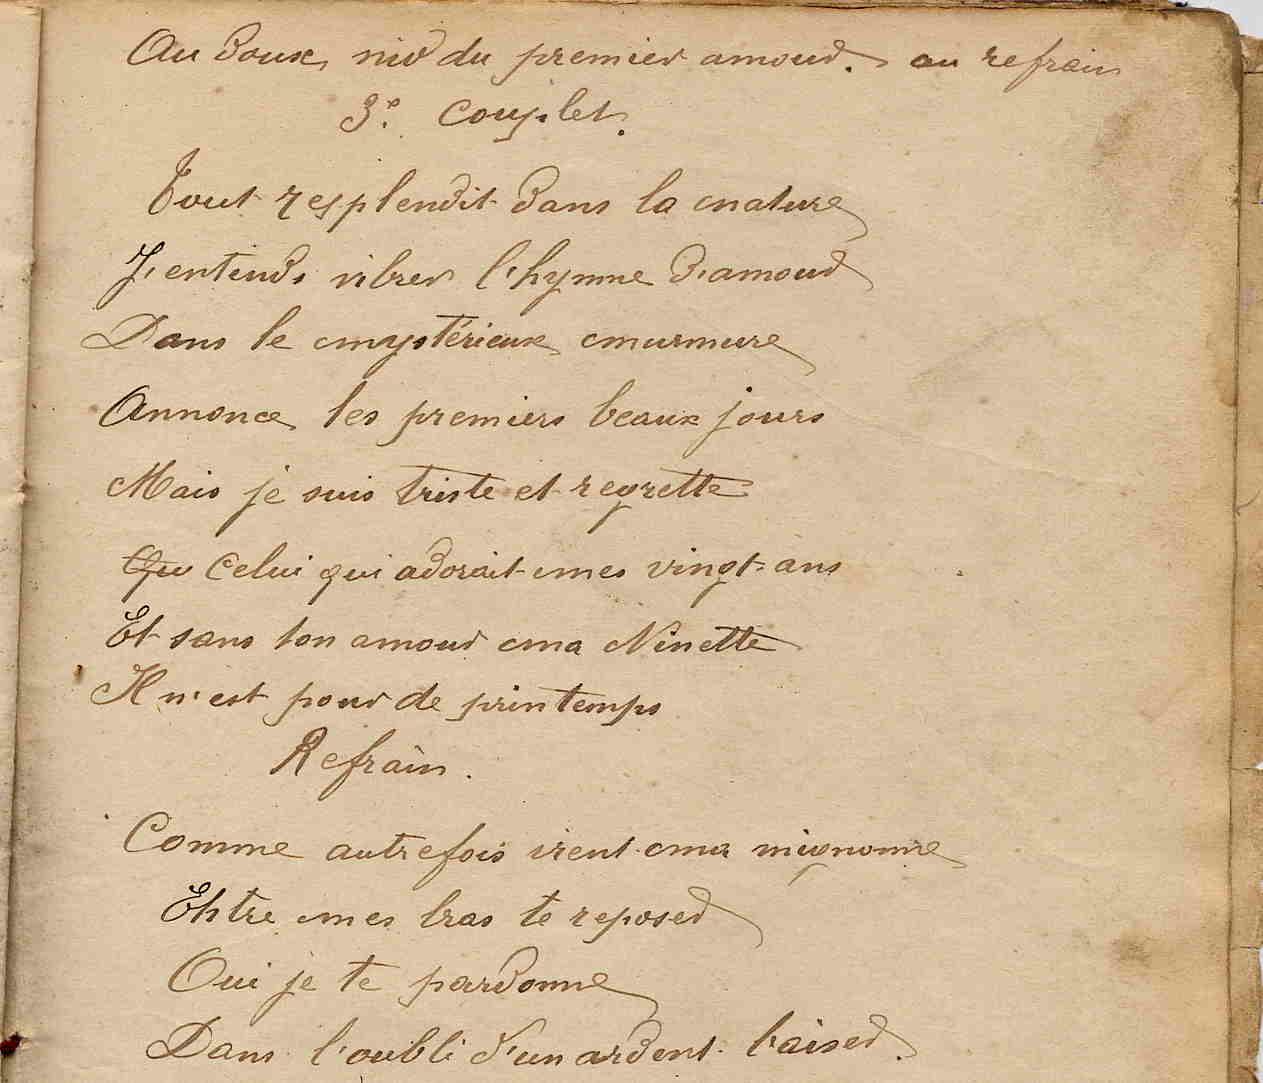 Au doux nid du premier amour. au refrain
3e. Couplet.
Tout resplendit dans la nature
J'entends vibrer l'hymne d'amour
Dans le mystérieux murmure
Annonce les premiers beaux jours
Mais je suis triste et regrette
Qu Celui qui adorait mes vingt ans
Et sans ton amour ma Ninette
Il n'est pour de printemps
Refrain.
Comme autrefois ma mignonne
Entre mes bras te reposer
Oui je te pardonne
Dans l'oubli d'un ardent baiser.